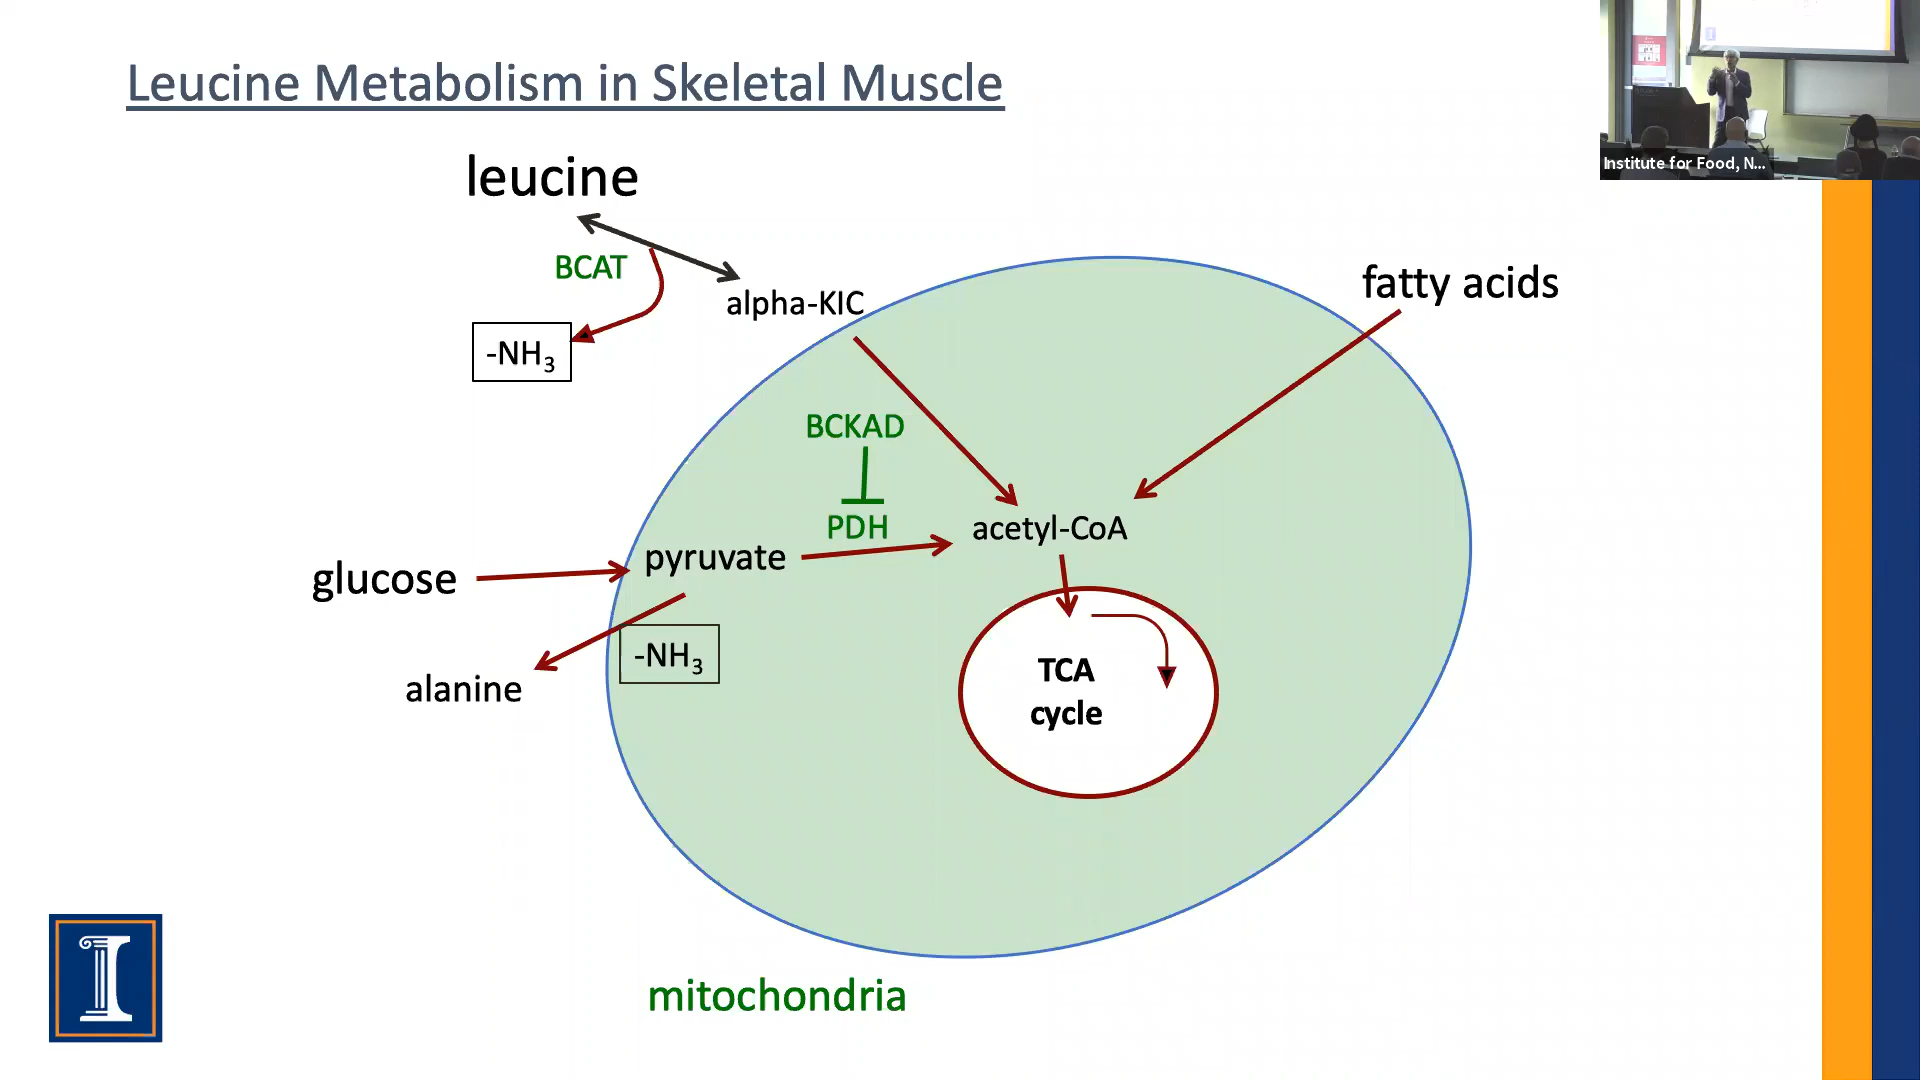 Leucine Metabolism in Skeletal Muscle
Institute for Food, N...
leucine
BCAT
alpha-KIC
fatty acids
-NH₃
BCKAD
PDH
acetyl-CoA
pyruvate
glucose
-NH₃
alanine
TCA
cycle
mitochondria